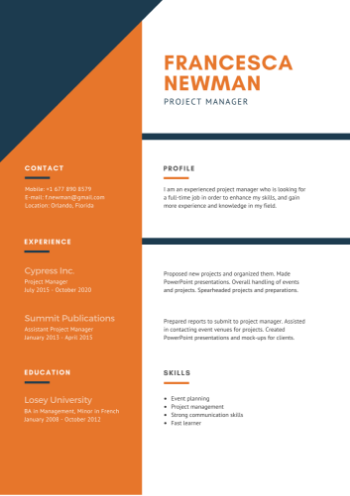 FRANCESCA
NEWMAN
PROJECT MANAGER
CONTACT
Mobile: +1 677 890 8579
E-mail: f.newman@gmail.com
Location: Orlando, Florida
PROFILE
I am an experienced project manager who is looking for
a full-time job in order to enhance my skills, and gain
more experience and knowledge in my field.
EXPERIENCE
Cypress Inc.
Project Manager
July 2015 - October 2020
Proposed new projects and organized them. Made
PowerPoint presentations. Overall handling of events
and projects. Spearheaded projects and preparations.
Summit Publications
Assistant Project Manager
January 2013 - April 2015
Prepared reports to submit to project manager. Assisted
in contacting event venues for projects. Created
PowerPoint presentations and mock-ups for clients.
EDUCATION
Losey University
BA in Management, Minor in French
January 2008 - October 2012
SKILLS
• Event planning
• Project management
• Strong communication skills
• Fast learner